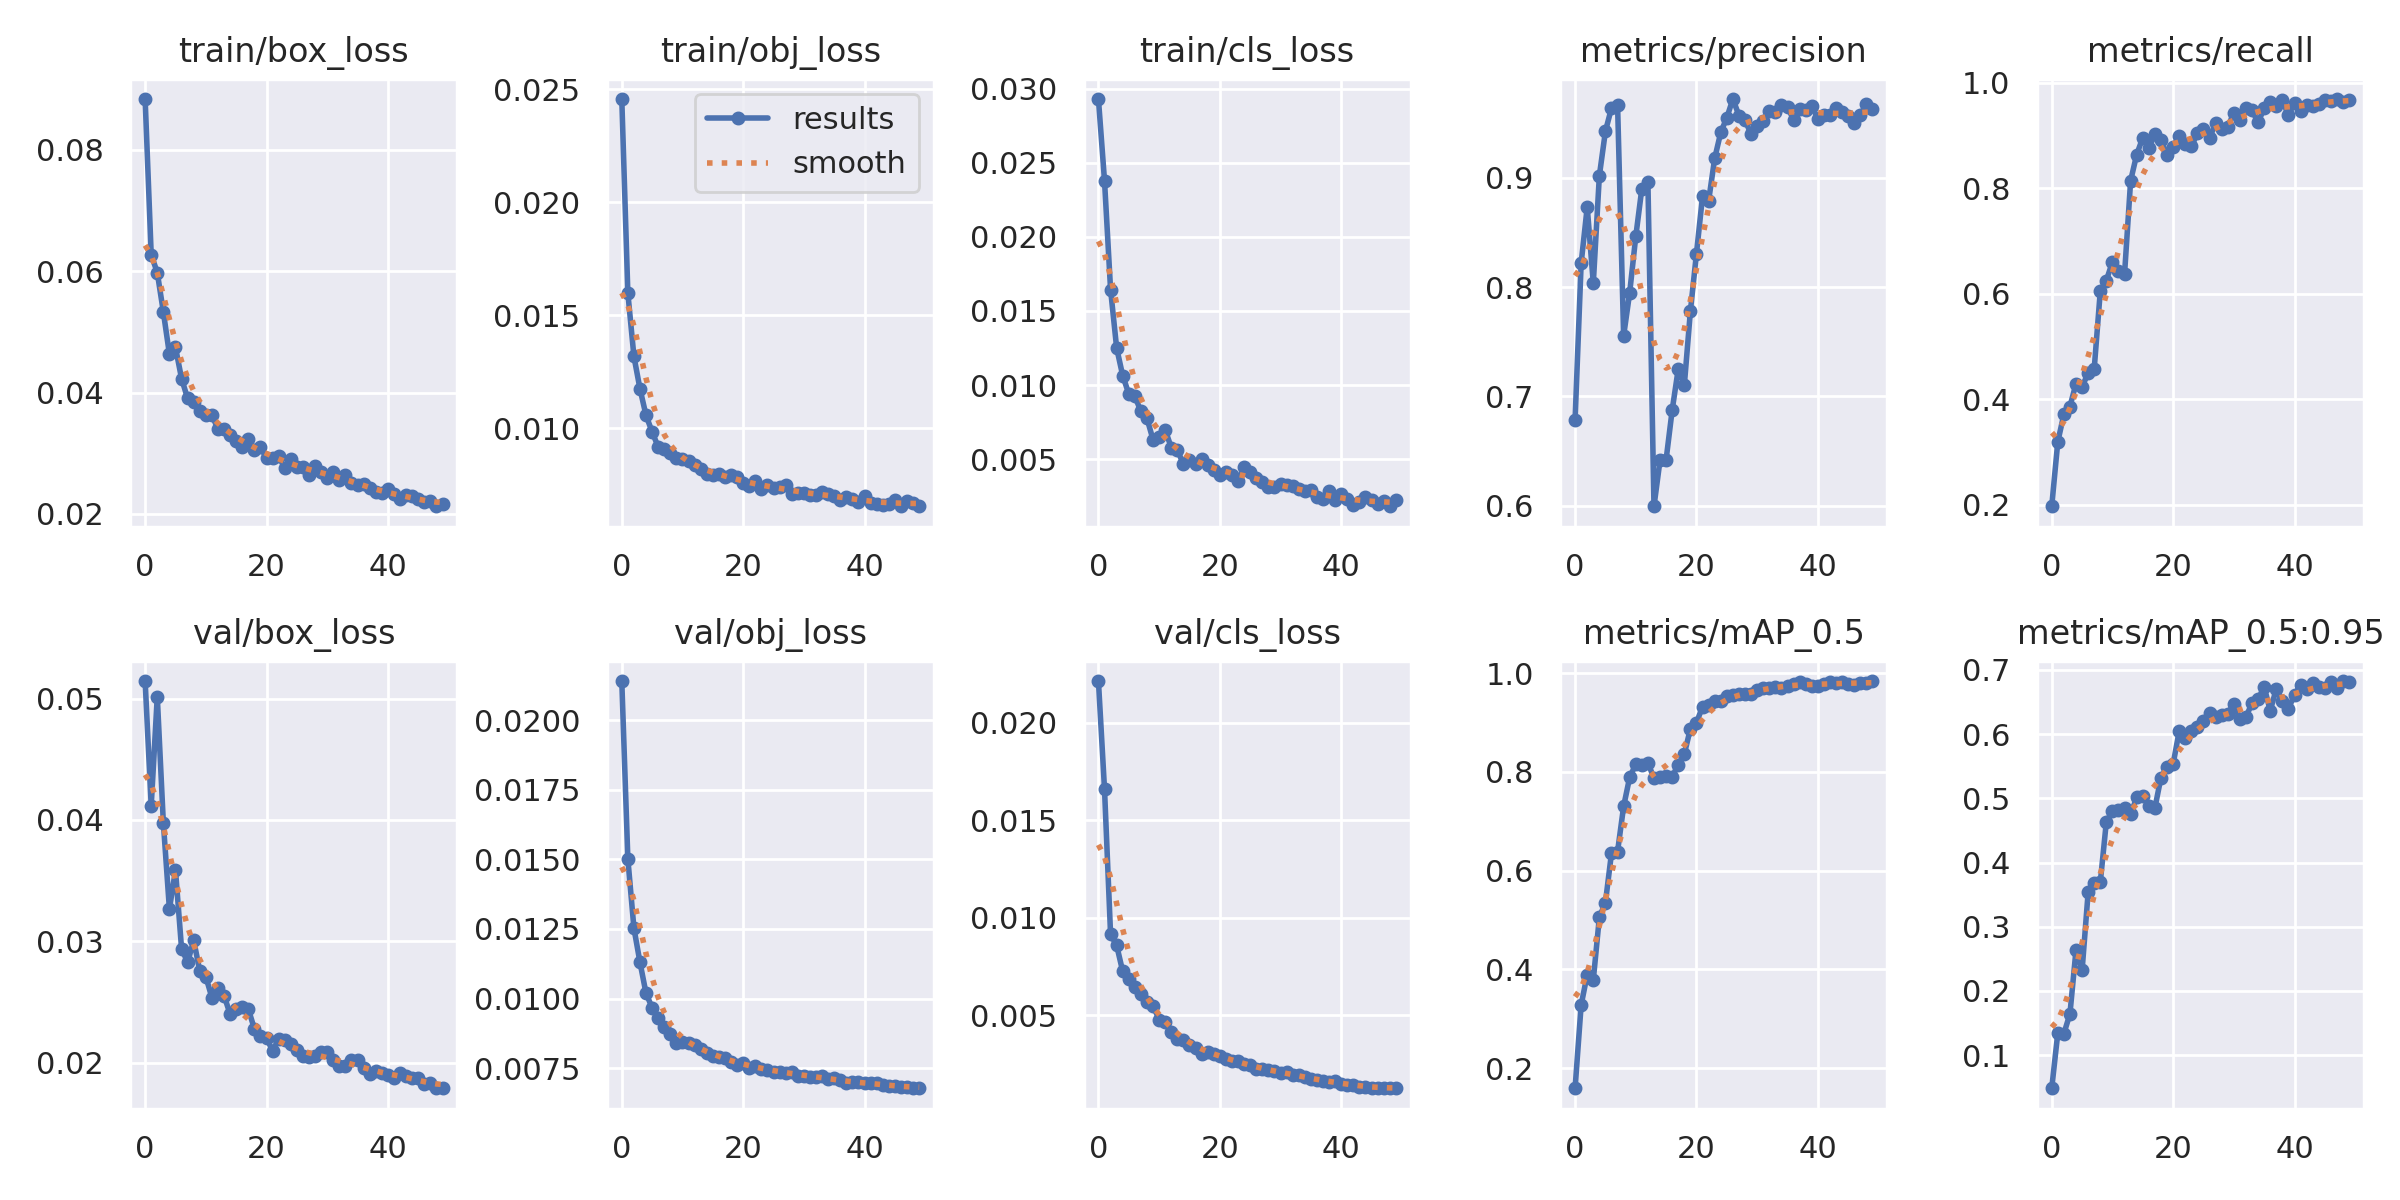 train/box_loss
0.08
0.06
0.04
0.02
0 20 40
train/obj_loss
results
smooth
0.025
0.020
0.015
0.010
0 20 40
train/cls_loss
0.030
0.025
0.020
0.015
0.010
0.005
0 20 40
metrics/precision
0.9
0.8
0.7
0.6
0 20 40
metrics/recall
1.0
0.8
0.6
0.4
0.2
0 20 40
val/box_loss
0.05
0.04
0.03
0.02
0 20 40
val/obj_loss
0.0200
0.0175
0.0150
0.0125
0.0100
0.0075
0 20 40
val/cls_loss
0.020
0.015
0.010
0.005
0 20 40
metrics/mAP_0.5
1.0
0.8
0.6
0.4
0.2
0 20 40
metrics/mAP_0.5:0.95
0.7
0.6
0.5
0.4
0.3
0.2
0.1
0 20 40